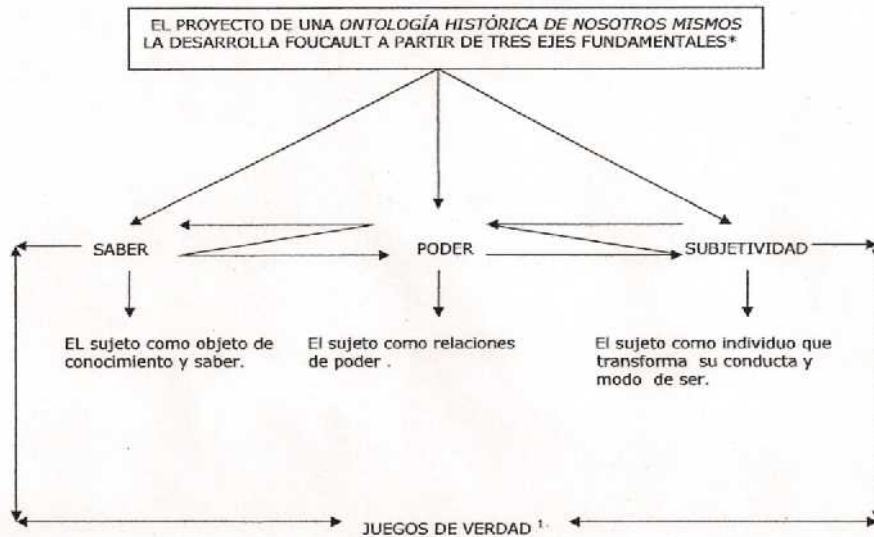 EL PROYECTO DE UNA ONTOLOGÍA HISTÓRICA DE NOSOTROS MISMOS
LA DESARROLLA FOUCAULT A PARTIR DE TRES EJES FUNDAMENTALES*
SABER
PODER
SUBJETIVIDAD
EL sujeto como objeto de
conocimiento y saber.
El sujeto como relaciones
de poder .
El sujeto como individuo que
transforma su conducta y
modo de ser.
JUEGOS DE VERDAD 1.